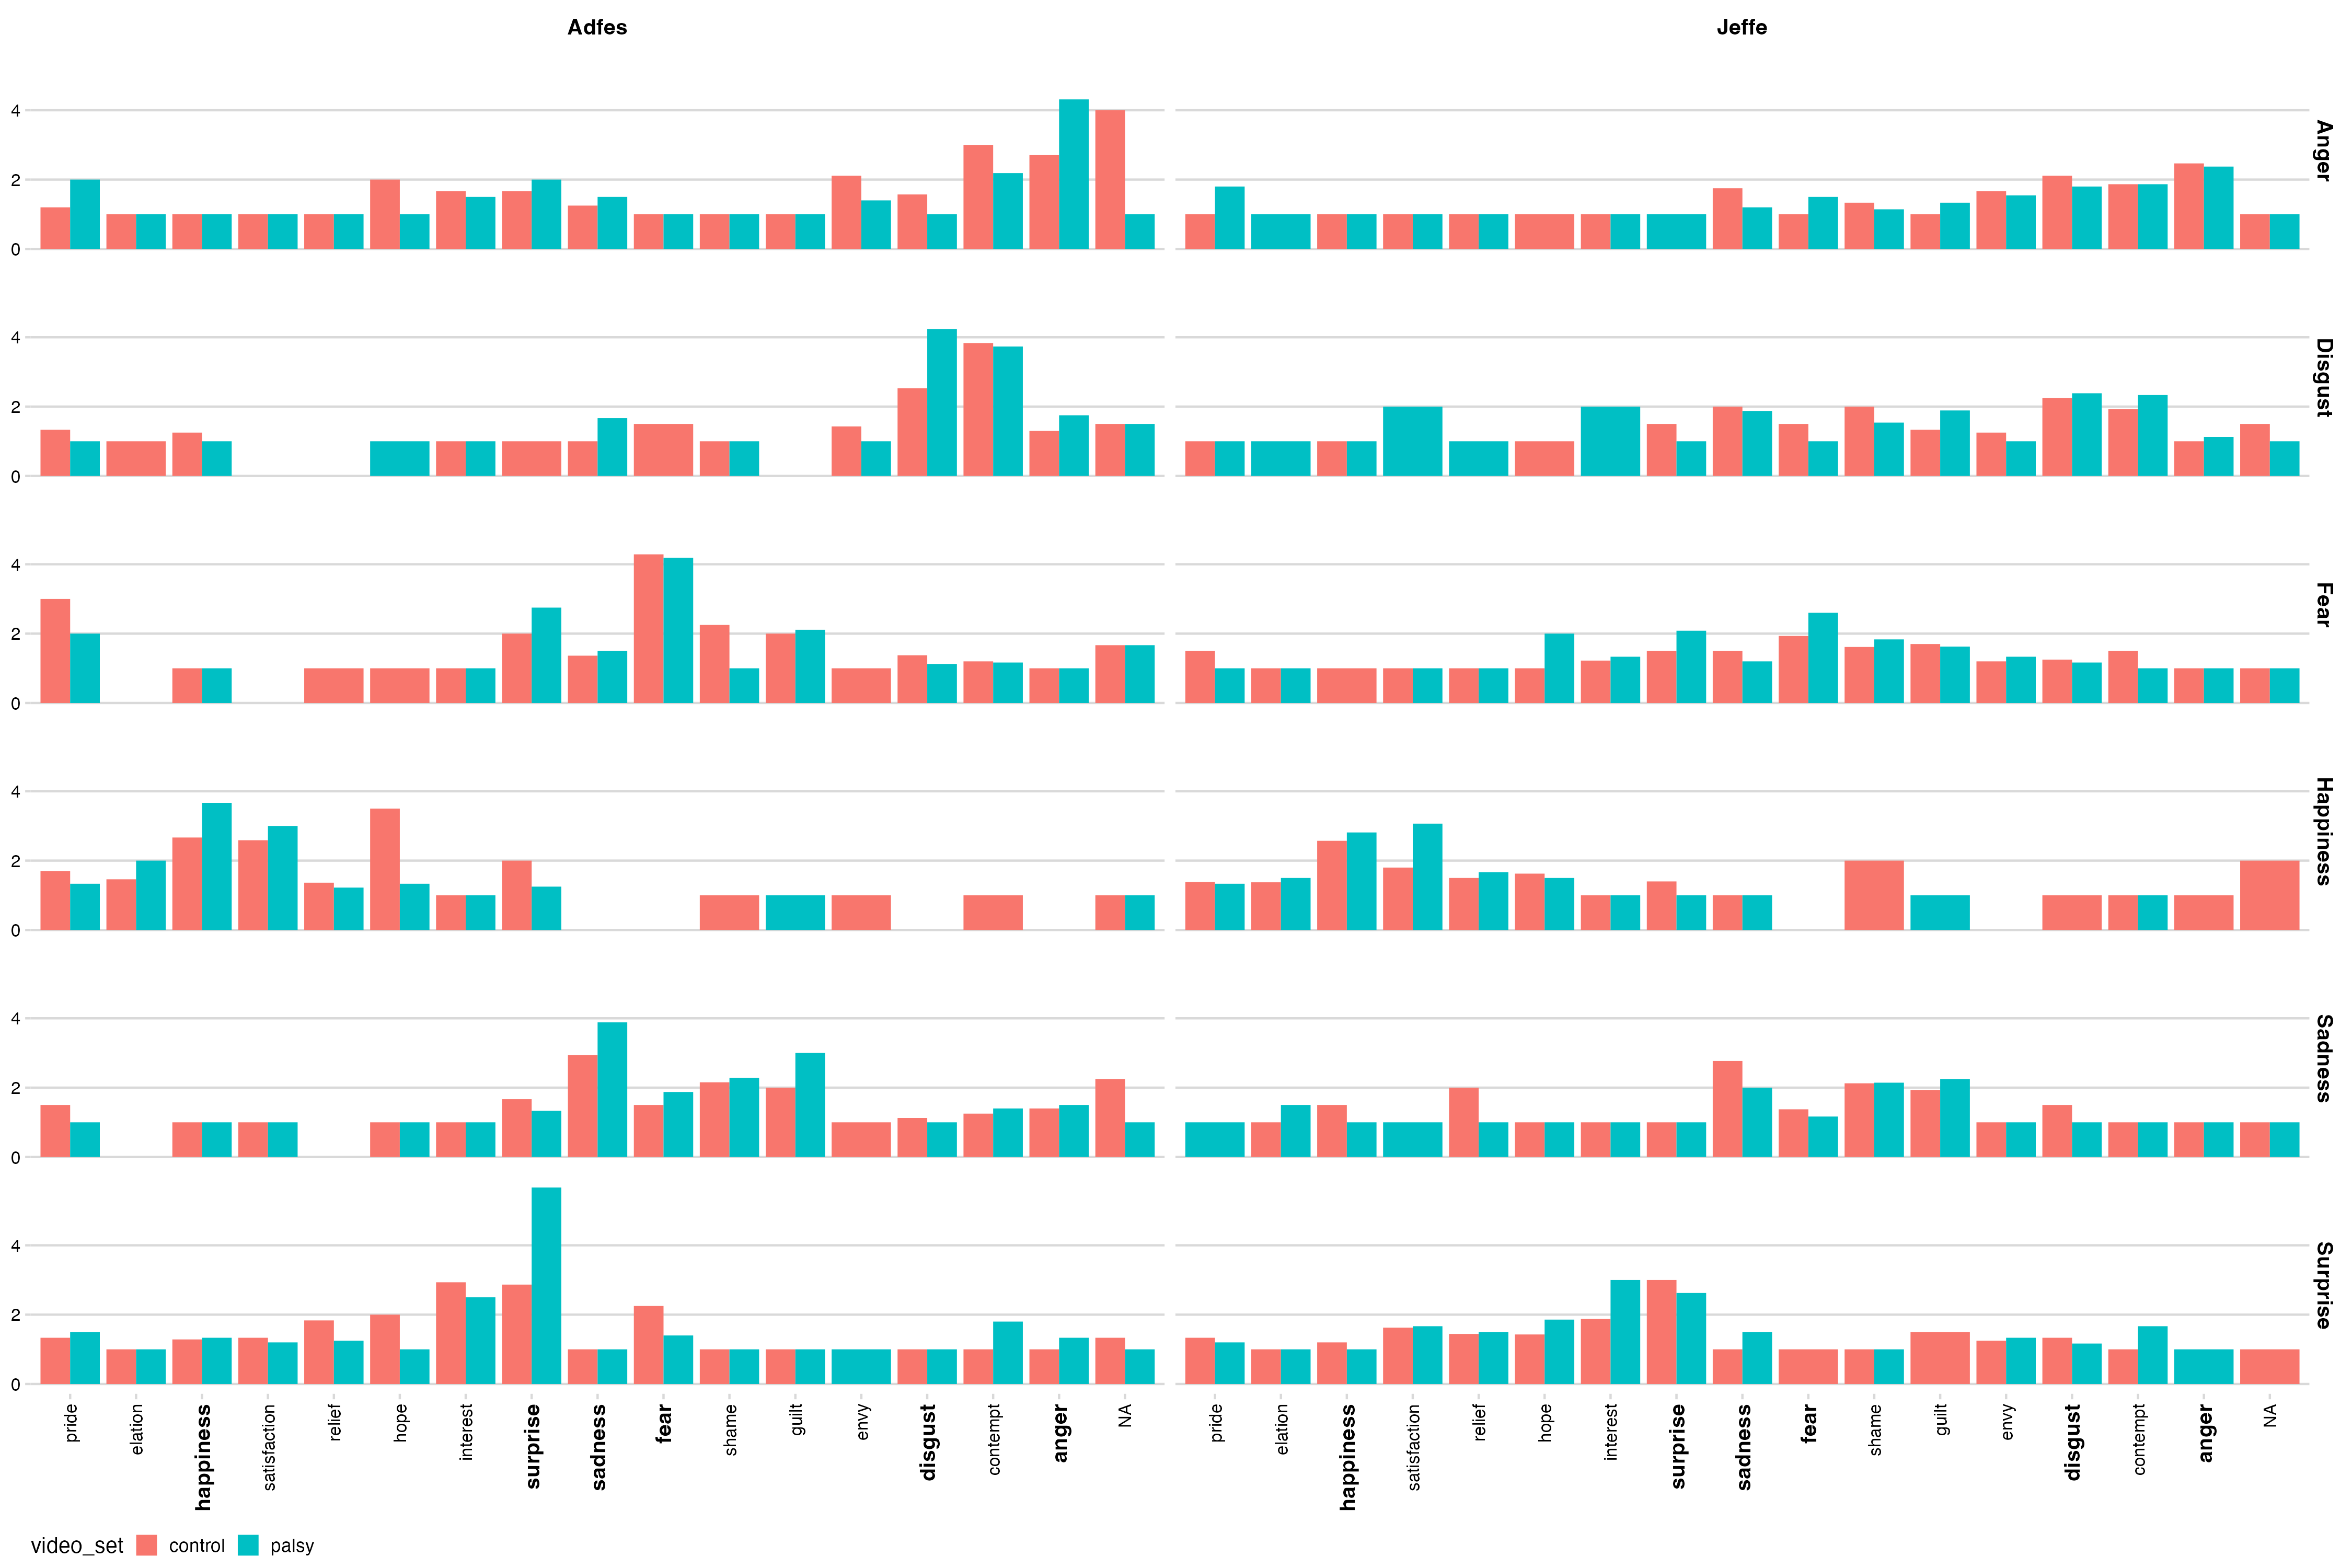 Adfes Jeffe
4
2
0
Anger
4
2
0
Disgust
4
2
0
Fear
4
2
0
Happiness
4
2
0
Sadness
4
2
0
Surprise
pride elation happiness satisfaction relief hope interest surprise sadness fear shame guilt envy disgust contempt anger NA pride elation happiness satisfaction relief hope interest surprise sadness fear shame guilt envy disgust contempt anger NA
video_set control palsy